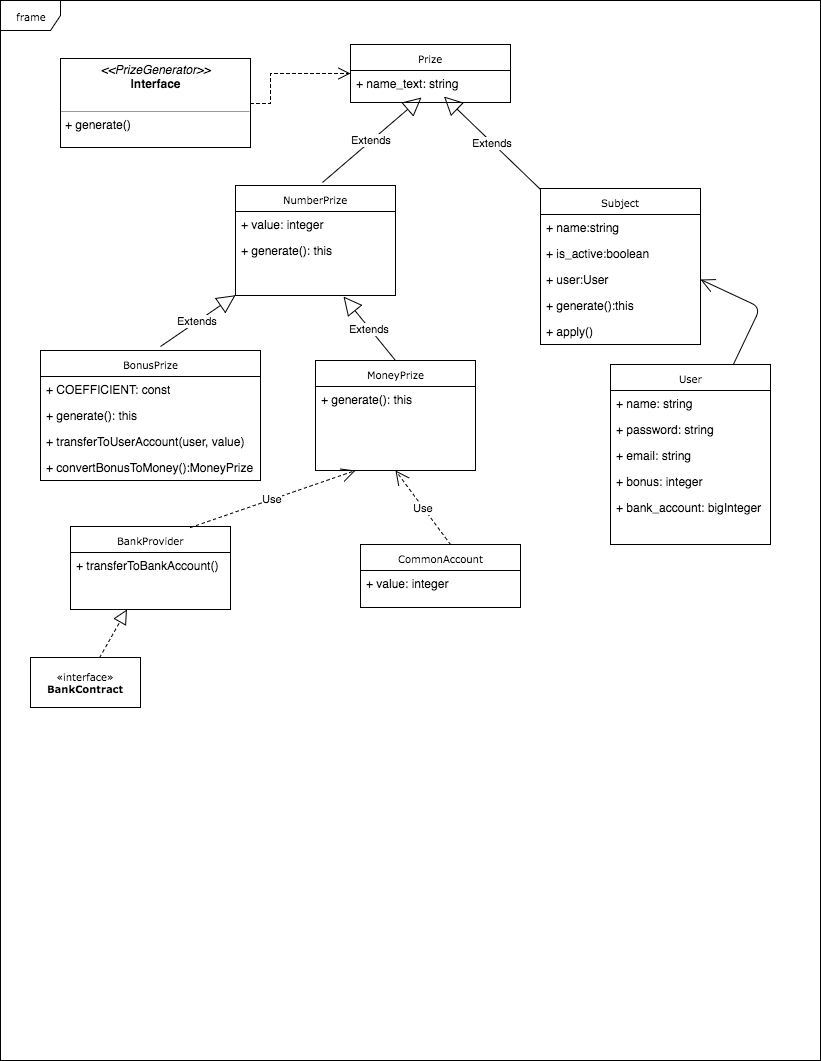 frame
<<PrizeGenerator>>
Interface
+ generate()
Prize
+ name_text: string
Extends
Extends
NumberPrize
+ value: integer
+ generate(): this
Subject
+ name:string
+ is_active:boolean
+ user:User
+ generate():this
+ apply()
Extends
Extends
BonusPrize
+ COEFFICIENT: const
+ generate(): this
+ transferToUserAccount(user, value)
+ convertBonusToMoney():MoneyPrize
MoneyPrize
+ generate(): this
User
+ name: string
+ password: string
+ email: string
+ bonus: integer
+ bank_account: bigInteger
Use
Use
BankProvider
+ transferToBankAccount()
CommonAccount
+ value: integer
«interface»
BankContract